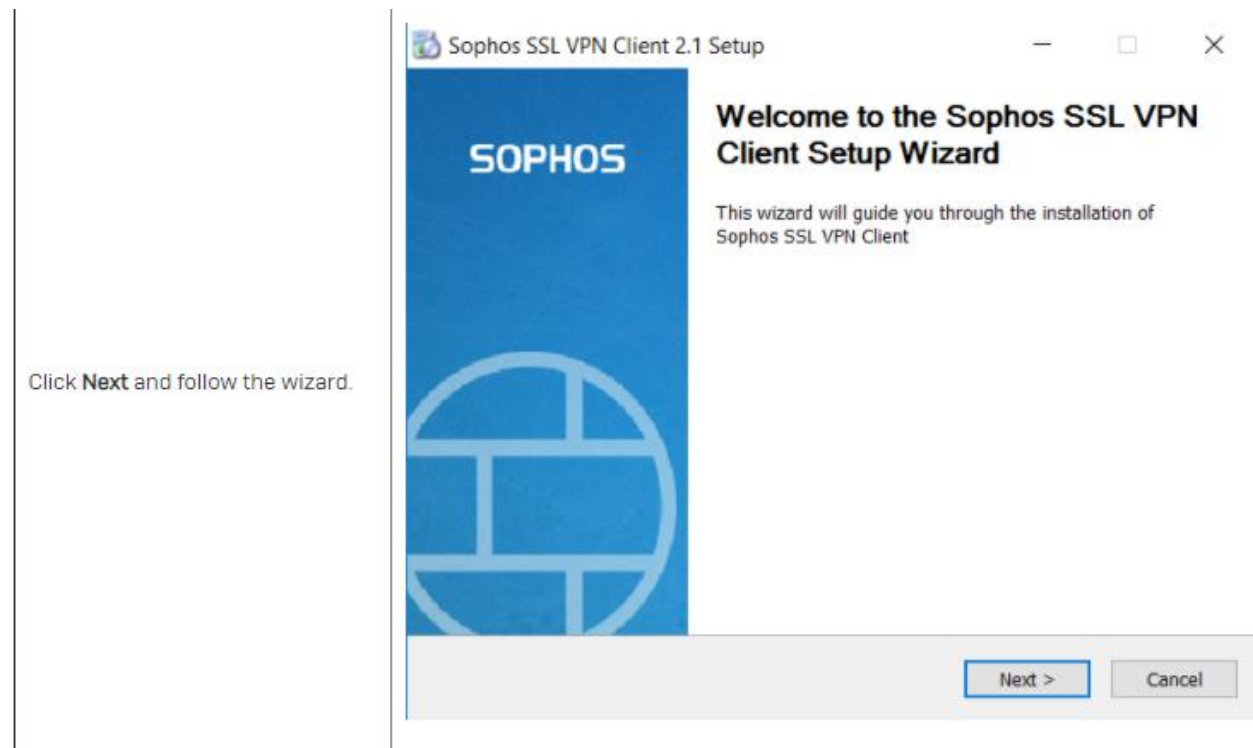 Click Next and follow the wizard.
Sophos SSL VPN Client 2.1 Setup
SOPHOS
Welcome to the Sophos SSL VPN
Client Setup Wizard
This wizard will guide you through the installation of
Sophos SSL VPN Client
Next >
Cancel